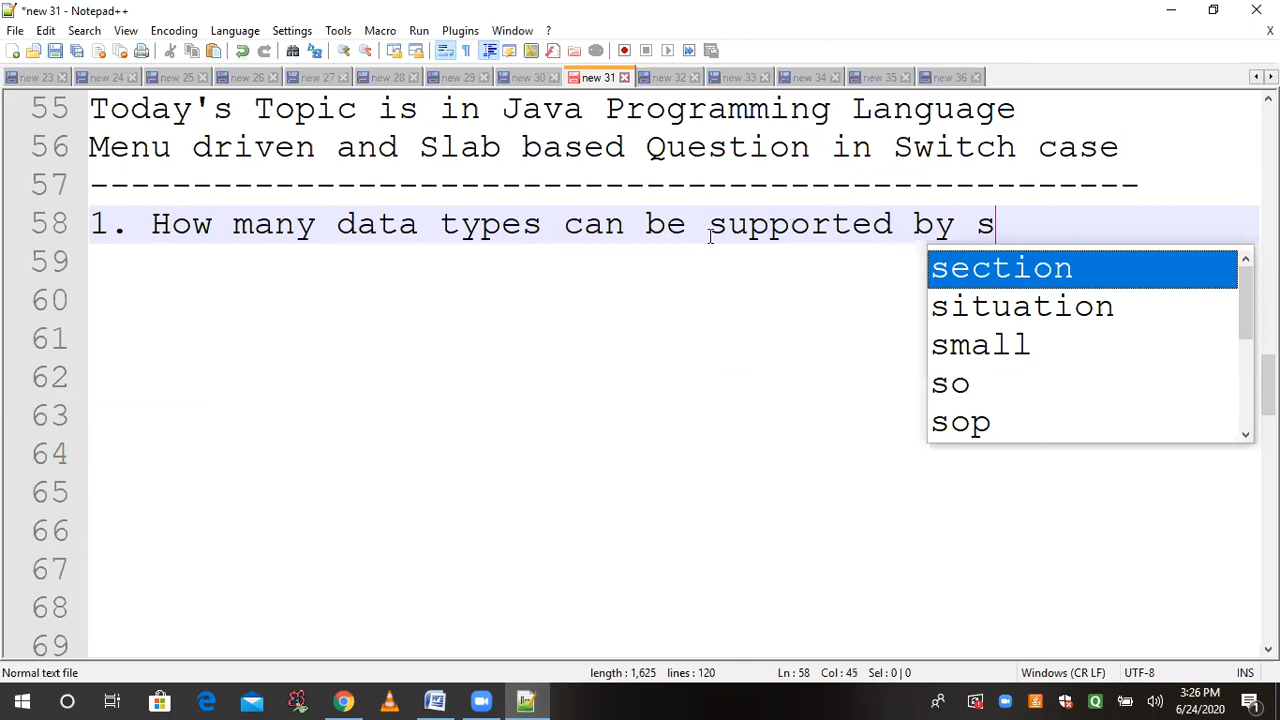 *new 31 - Notepad++
File Edit Search View Encoding Language Settings Tools Macro Run Plugins Window ? X
new 23 new 24 new 25 new 26 new 27 new 28 new 29 new 30 new 31 new 32 new 33 new 34 new 35 new 36
55 Today's Topic is in Java Programming Language
56 Menu driven and Slab based Question in Switch case
57 ---------------------------------------------------
58 1. How many data types can be supported by s
59 section
60 situation
61 small
62 so
63 sop
64
65
66
67
68
69
Normal text file length : 1,625 lines : 120 Ln : 58 Col : 45 Sel : 0 | 0 Windows (CR LF) UTF-8 INS
3:26 PM
6/24/2020